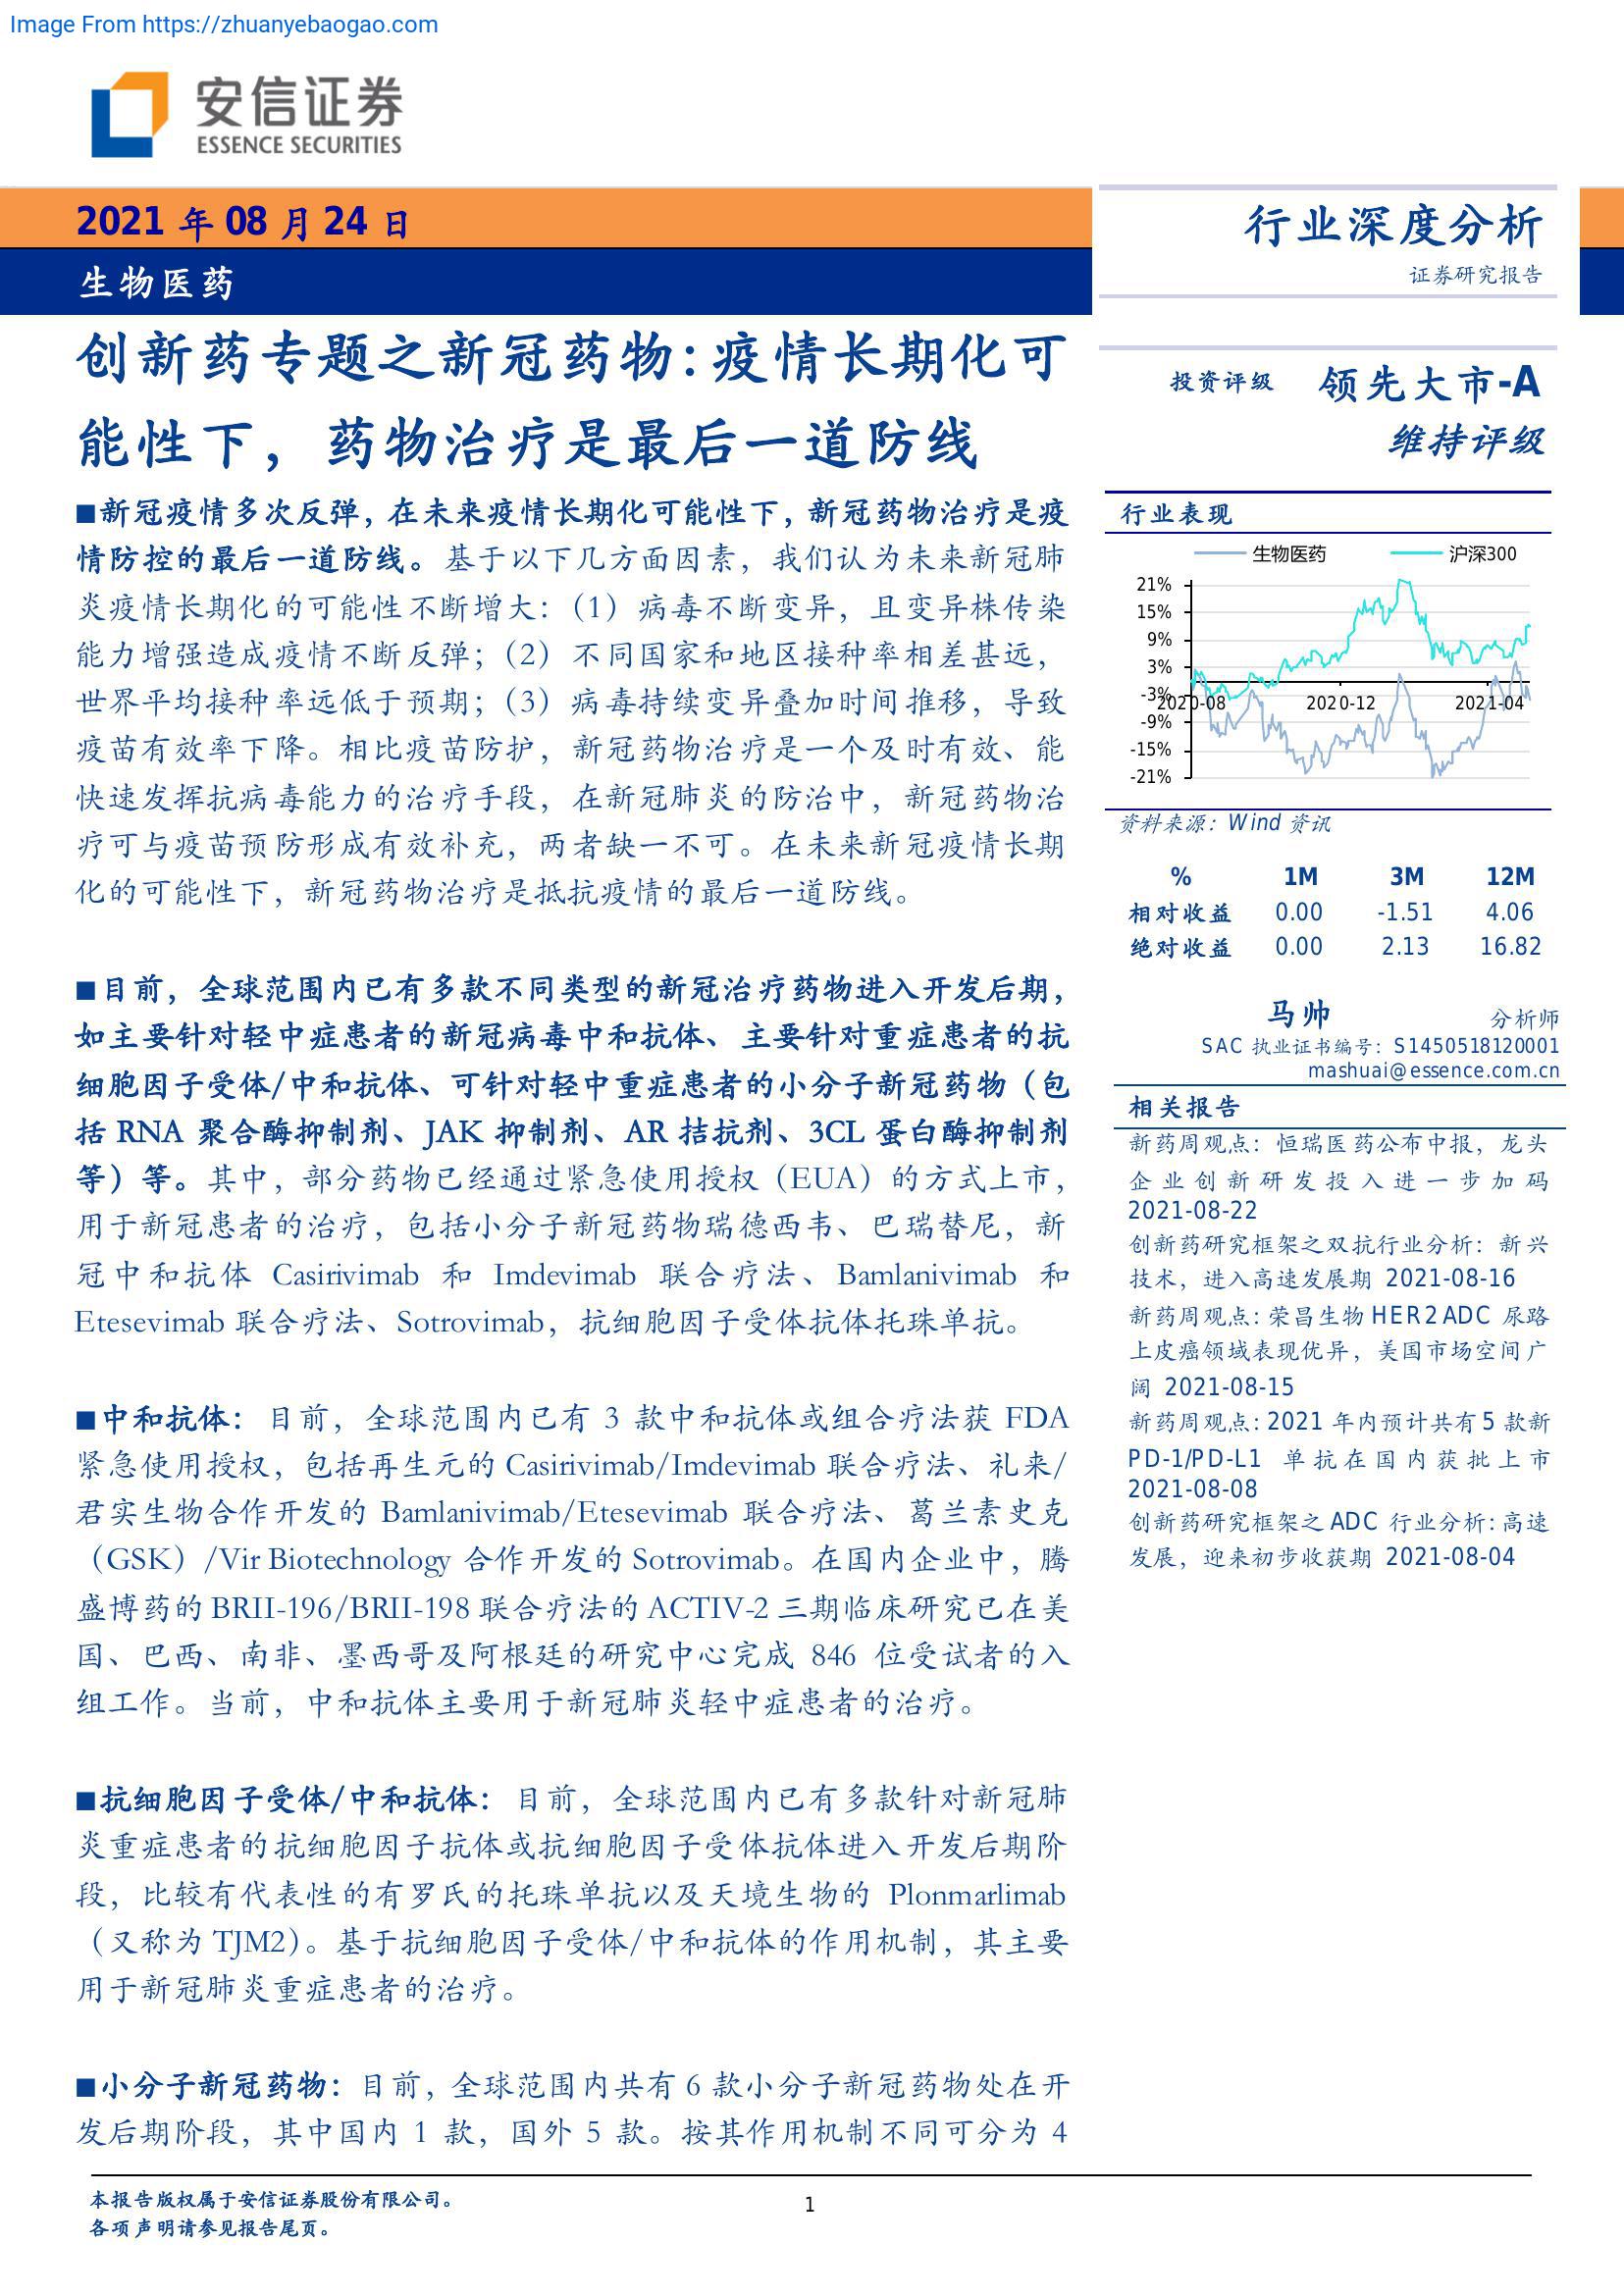 Image From https://zhuanyebaogao.com
安信证券
ESSENCE SECURITIES
2021 年 08 月 24 日
生物医药
行业深度分析
证券研究报告
创新药专题之新冠药物：疫情长期化可
能性下，药物治疗是最后一道防线
■新冠疫情多次反弹，在未来疫情长期化可能性下，新冠药物治疗是疫
情防控的最后一道防线。基于以下几方面因素，我们认为未来新冠肺
炎疫情长期化的可能性不断增大：（1）病毒不断变异，且变异株传染
能力增强造成疫情不断反弹；（2）不同国家和地区接种率相差甚远，
世界平均接种率远低于预期；（3）病毒持续变异叠加时间推移，导致
疫苗有效率下降。相比疫苗防护，新冠药物治疗是一个及时有效、能
快速发挥抗病毒能力的治疗手段，在新冠肺炎的防治中，新冠药物治
疗可与疫苗预防形成有效补充，两者缺一不可。在未来新冠疫情长期
化的可能性下，新冠药物治疗是抵抗疫情的最后一道防线。
■目前，全球范围内已有多款不同类型的新冠治疗药物进入开发后期，
如主要针对轻中症患者的新冠病毒中和抗体、主要针对重症患者的抗
细胞因子受体/中和抗体、可针对轻中重症患者的小分子新冠药物（包
括 RNA 聚合酶抑制剂、JAK 抑制剂、AR 拮抗剂、3CL 蛋白酶抑制剂
等）等。其中，部分药物已经通过紧急使用授权（EUA）的方式上市，
用于新冠患者的治疗，包括小分子新冠药物瑞德西韦、巴瑞替尼，新
冠中和抗体 Casirivimab 和 Imdevimab 联合疗法、Bamlanivimab 和
Etesevimab 联合疗法、Sotrovimab，抗细胞因子受体抗体托珠单抗。
■中和抗体：目前，全球范围内已有 3 款中和抗体或组合疗法获 FDA
紧急使用授权，包括再生元的 Casirivimab/Imdevimab 联合疗法、礼来/
君实生物合作开发的 Bamlanivimab/Etesevimab 联合疗法、葛兰素史克
（GSK）/Vir Biotechnology 合作开发的 Sotrovimab。在国内企业中，腾
盛博药的 BRII-196/BRII-198 联合疗法的 ACTIV-2 三期临床研究已在美
国、巴西、南非、墨西哥及阿根廷的研究中心完成 846 位受试者的入
组工作。当前，中和抗体主要用于新冠肺炎轻中症患者的治疗。
■抗细胞因子受体/中和抗体：目前，全球范围内已有多款针对新冠肺
炎重症患者的抗细胞因子抗体或抗细胞因子受体抗体进入开发后期阶
段，比较有代表性的有罗氏的托珠单抗以及天境生物的 Plonmarlimab
（又称为 TJM2）。基于抗细胞因子受体/中和抗体的作用机制，其主要
用于新冠肺炎重症患者的治疗。
■小分子新冠药物：目前，全球范围内共有 6 款小分子新冠药物处在开
发后期阶段，其中国内 1 款，国外 5 款。按其作用机制不同可分为 4
投资评级 领先大市-A
维持评级
行业表现
生物医药 沪深300
21%
15%
9%
3%
-3%
2020-08 2020-12 2021-04
-9%
-15%
-21%
资料来源：Wind 资讯
% 1M 3M 12M
相对收益 0.00 -1.51 4.06
绝对收益 0.00 2.13 16.82
马帅 分析师
SAC 执业证书编号：S1450518120001
mashuai@essence.com.cn
相关报告
新药周观点：恒瑞医药公布中报，龙头
企业创新研发投入进一步加码
2021-08-22
创新药研究框架之双抗行业分析：新兴
技术，进入高速发展期 2021-08-16
新药周观点：荣昌生物 HER2 ADC 尿路
上皮癌领域表现优异，美国市场空间广
阔 2021-08-15
新药周观点：2021 年内预计共有 5 款新
PD-1/PD-L1 单抗在国内获批上市
2021-08-08
创新药研究框架之 ADC 行业分析：高速
发展，迎来初步收获期 2021-08-04
本报告版权属于安信证券股份有限公司。
各项声明请参见报告尾页。
1